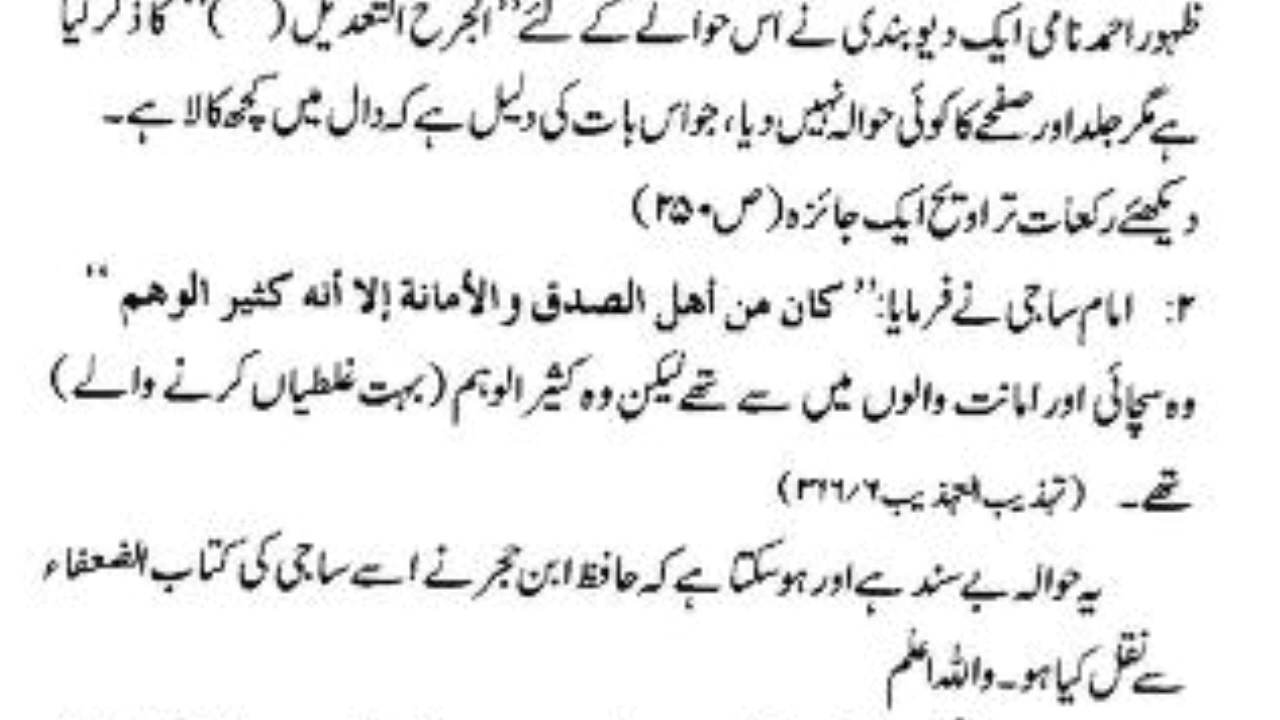 ظہور احمد نامی ایک دیوبندی نے اس حوالے کے لئے ”الجرح التعدیل ( )“ کا ذکر کیا
ہے مگر جلد اور صفحے کا کوئی حوالہ نہیں دیا، جو اس بات کی دلیل ہے کہ دال میں کچھ کالا ہے۔
دیکھئے رکعات تراویح ایک جائزہ (ص۲۵۰)
۲: امام ساجی نے فرمایا: ”كان من أهل الصدق و الأمانة إلا أنه كثير الوهم“
وہ سچائی اور امانت والوں میں سے تھے لیکن وہ کثیر الوہم (بہت غلطیاں کرنے والے)
تھے۔ (تہذیب التہذیب ۶/
یہ حوالہ بے سند ہے اور ہوسکتا ہے کہ حافظ ابن حجر نے اسے ساجی کی کتاب الضعفاء
سے نقل کیا ہو۔ واللہ اعلم